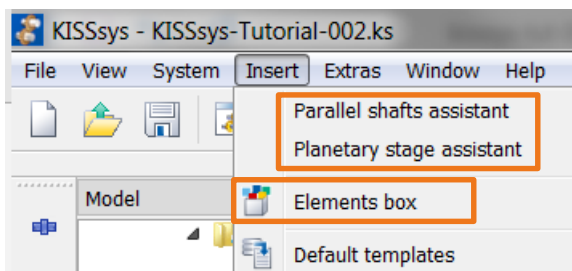 KISSsys - KISSsys-Tutorial-002.ks
File View System Insert Extras Window Help
Parallel shafts assistant
Planetary stage assistant
Model
Elements box
Default templates